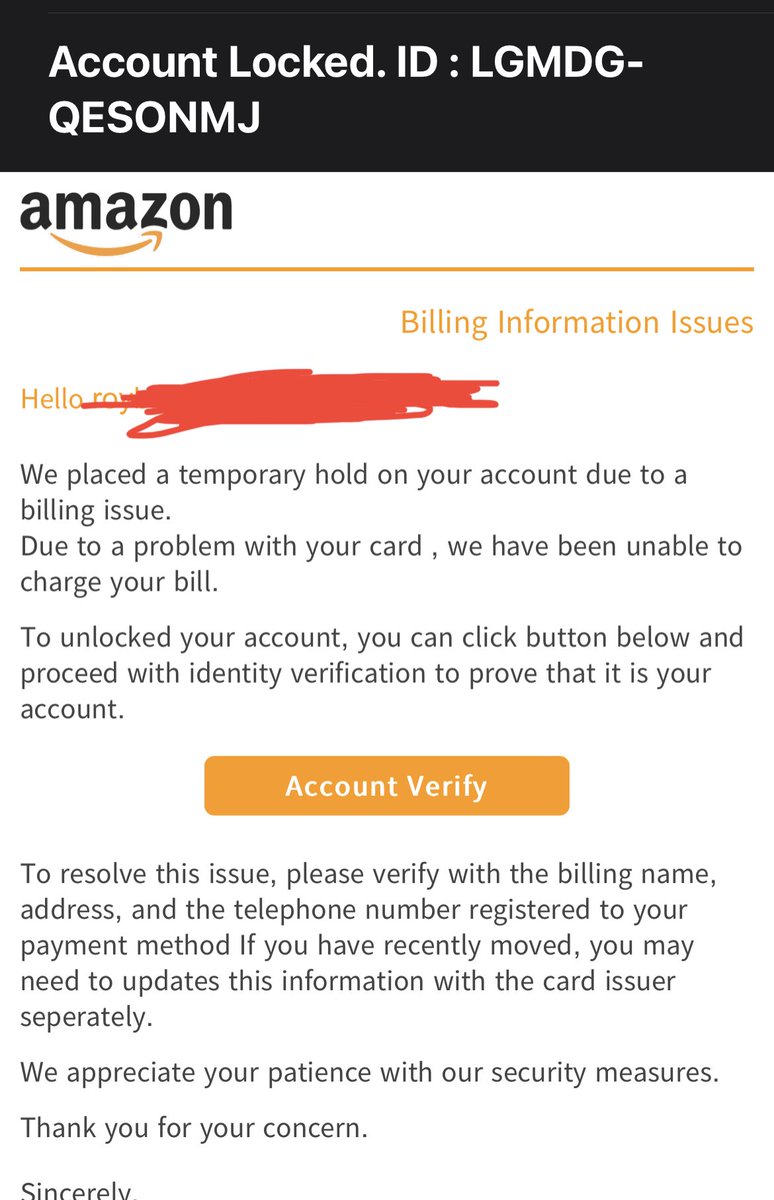 Account Locked. ID : LGMDG-
QESONMJ
amazon
Billing Information Issues
Hello
We placed a temporary hold on your account due to a
billing issue.
Due to a problem with your card , we have been unable to
charge your bill.
To unlocked your account, you can click button below and
proceed with identity verification to prove that it is your
account.
Account Verify
To resolve this issue, please verify with the billing name,
address, and the telephone number registered to your
payment method If you have recently moved, you may
need to updates this information with the card issuer
seperately.
We appreciate your patience with our security measures.
Thank you for your concern.
Sincerely,